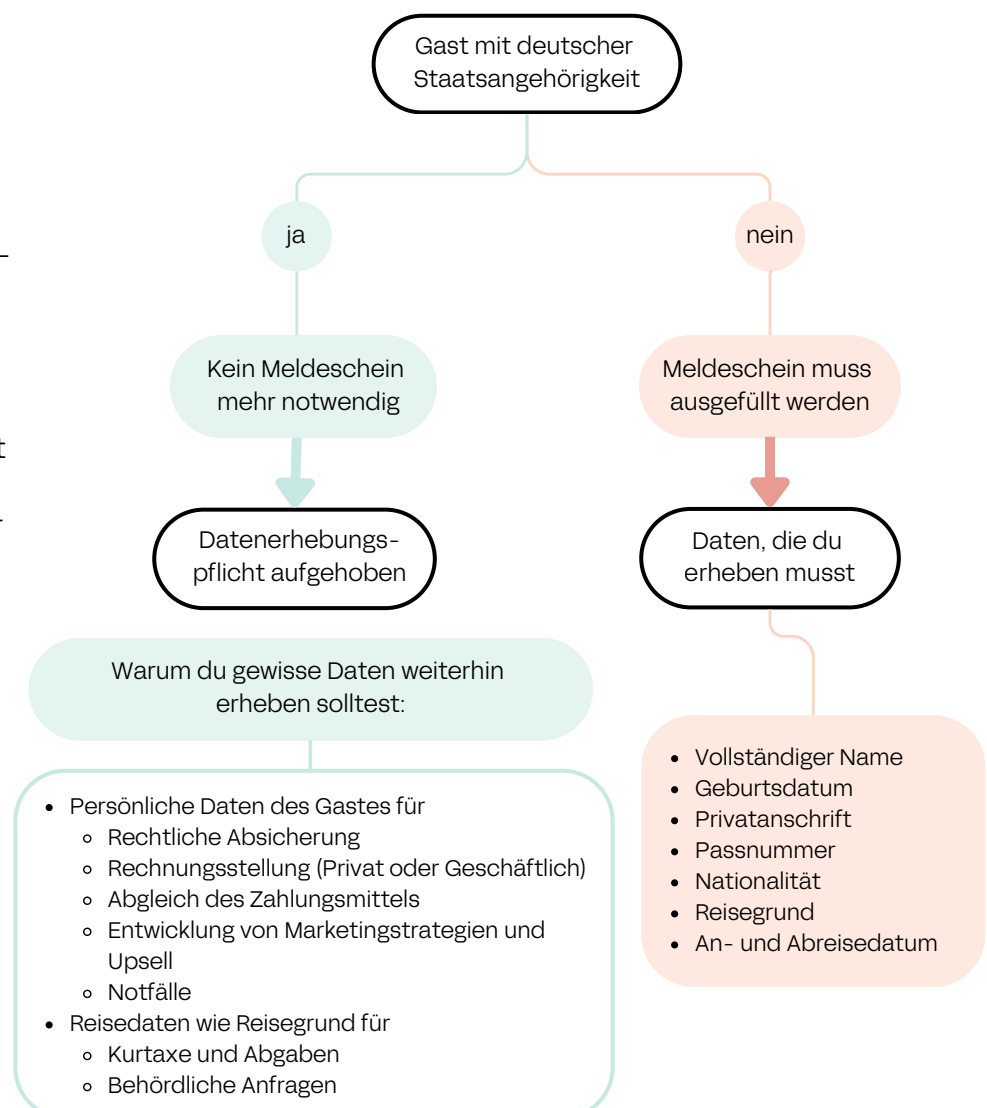 Gast mit deutscher
Staatsangehörigkeit
ja
nein
Kein Meldeschein
mehr notwendig
Meldeschein muss
ausgefüllt werden
Datenerhebungs-
pflicht aufgehoben
Daten, die du
erheben musst
Warum du gewisse Daten weiterhin
erheben solltest:
• Persönliche Daten des Gastes für
◦ Rechtliche Absicherung
◦ Rechnungsstellung (Privat oder Geschäftlich)
◦ Abgleich des Zahlungsmittels
◦ Entwicklung von Marketingstrategien und
Upsell
◦ Notfälle
• Reisedaten wie Reisegrund für
◦ Kurtaxe und Abgaben
◦ Behördliche Anfragen
• Vollständiger Name
• Geburtsdatum
• Privatanschrift
• Passnummer
• Nationalität
• Reisegrund
• An- und Abreisedatum